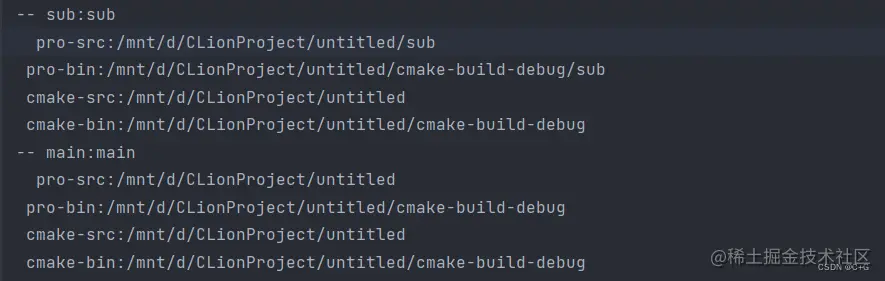 -- sub:sub
pro-src:/mnt/d/CLionProject/untitled/sub
pro-bin:/mnt/d/CLionProject/untitled/cmake-build-debug/sub
cmake-src:/mnt/d/CLionProject/untitled
cmake-bin:/mnt/d/CLionProject/untitled/cmake-build-debug
-- main:main
pro-src:/mnt/d/CLionProject/untitled
pro-bin:/mnt/d/CLionProject/untitled/cmake-build-debug
cmake-src:/mnt/d/CLionProject/untitled
cmake-bin:/mnt/d/CLionProject/untitled/cmake-build-debug
@稀土掘金技术社区
CSDN @C+G